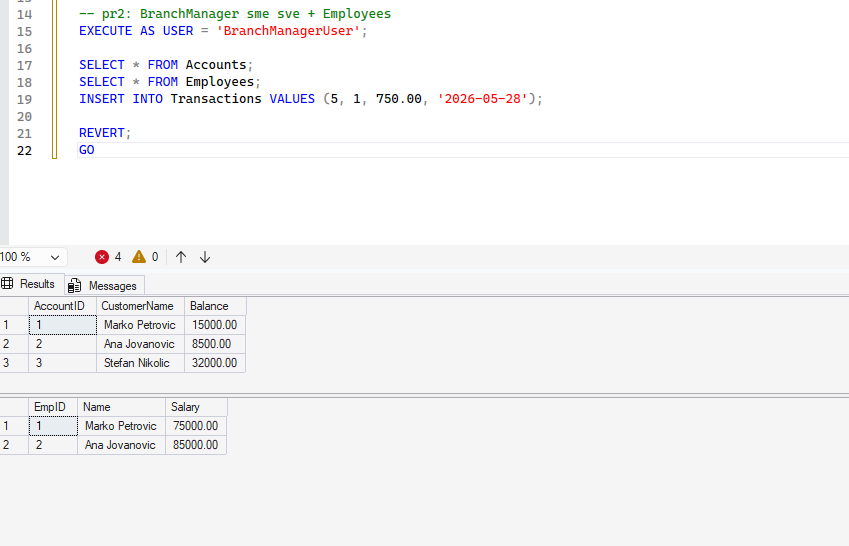 14 -- pr2: BranchManager sme sve + Employees
15 EXECUTE AS USER = 'BranchManagerUser';
16
17 SELECT * FROM Accounts;
18 SELECT * FROM Employees;
19 INSERT INTO Transactions VALUES (5, 1, 750.00, '2026-05-28');
20
21 REVERT;
22 GO
100 % 4 0
Results Messages
AccountID CustomerName Balance
1 1 Marko Petrovic 15000.00
2 2 Ana Jovanovic 8500.00
3 3 Stefan Nikolic 32000.00
EmpID Name Salary
1 1 Marko Petrovic 75000.00
2 2 Ana Jovanovic 85000.00